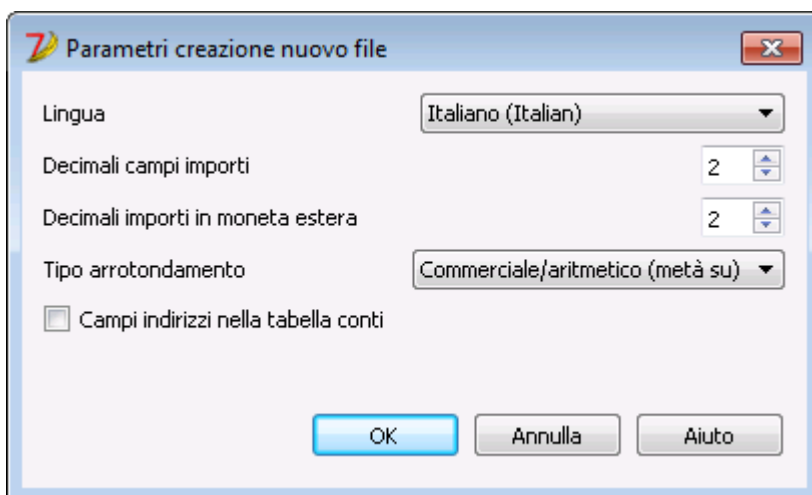 Parametri creazione nuovo file
Lingua Italiano (Italian)
Decimali campi importi 2
Decimali importi in moneta estera 2
Tipo arrotondamento Commerciale/aritmetico (metà su)
Campi indirizzi nella tabella conti
OK Annulla Aiuto